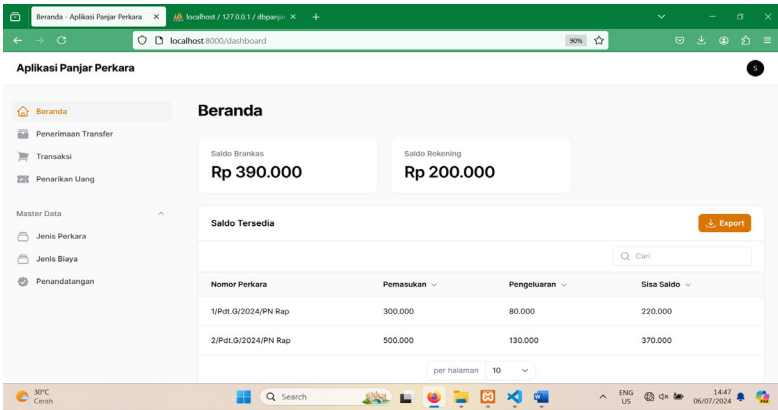 Beranda - Aplikasi Panjar Perkara
localhost / 127.0.0.1 / dbpanjar
localhost:8000/dashboard
90%
Aplikasi Panjar Perkara
S
Beranda
Penerimaan Transfer
Transaksi
Penarikan Uang
Master Data
Jenis Perkara
Jenis Biaya
Penandatangan
Beranda
Saldo Brankas
Rp 390.000
Saldo Rekening
Rp 200.000
Saldo Tersedia
Export
Cari
Nomor Perkara Pemasukan Pengeluaran Sisa Saldo
1/Pdt.G/2024/PN Rap 300.000 80.000 220.000
2/Pdt.G/2024/PN Rap 500.000 130.000 370.000
per halaman 10
30°C
Cerah
Search
ENG
US
14:47
06/07/2024